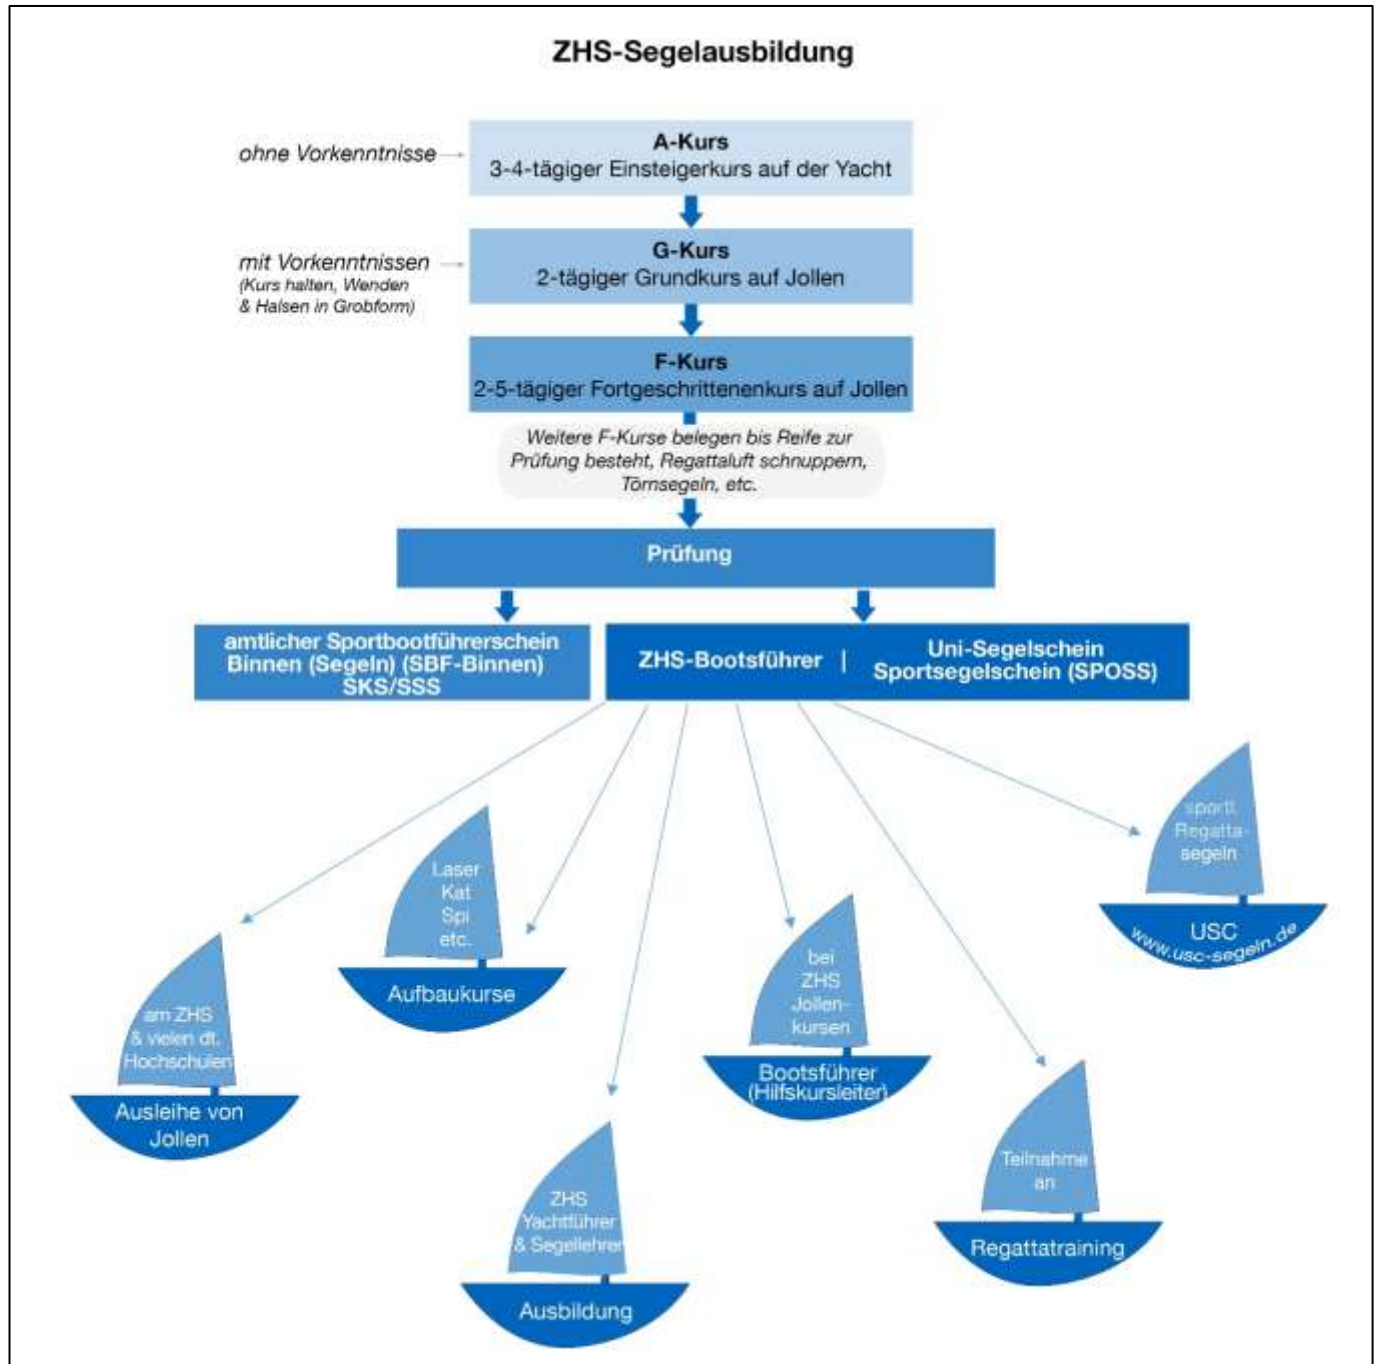 ZHS-Segelausbildung
ohne Vorkenntnisse
A-Kurs
3-4-tägiger Einsteigerkurs auf der Yacht
mit Vorkenntnissen
(Kurs halten, Wenden
& Halsen in Grobform)
G-Kurs
2-tägiger Grundkurs auf Jollen
F-Kurs
2-5-tägiger Fortgeschrittenenkurs auf Jollen
Weitere F-Kurse belegen bis Reife zur
Prüfung besteht, Regattaluft schnuppern,
Törnsegeln, etc.
Prüfung
amtlicher Sportbootführerschein
Binnen (Segeln) (SBF-Binnen)
SKS/SSS
ZHS-Bootsführer |
Uni-Segelschein
Sportsegelschein (SPOSS)
am ZHS
& vielen dt.
Hochschulen
Ausleihe von
Jollen
Laser
Kat
Spi
etc.
Aufbaukurse
ZHS
Yachtführer
& Segellehrer
Ausbildung
bei
ZHS
Jollen-
kursen
Bootsführer
(Hilfskursleiter)
Teilnahme
an
Regattatraining
sportl.
Regatta-
segeln
USC
www.usc-segeln.de